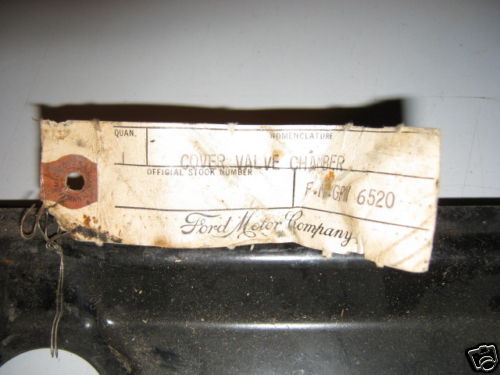 QUAN.
NOMENCLATURE
COVER VALVE CHAMBER
OFFICIAL STOCK NUMBER
6520
Ford Motor Company